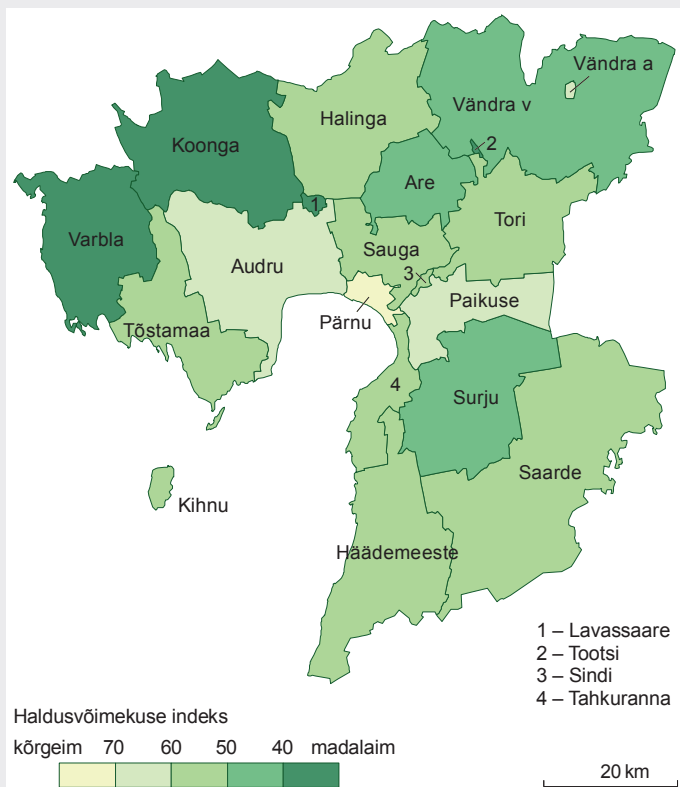 Vändra a
Vändra v
Halinga
Koonga
2
Are
1
Tori
Varbla
Sauga
Audru
3
Paikuse
Pärnu
Tõstamaa
4
Surju
Saarde
Kihnu
Häädemeeste
1 – Lavassaare
2 – Tootsi
3 – Sindi
4 – Tahkuranna
Haldusvõimekuse indeks
kõrgeim 70 60 50 40 madalaim
20 km